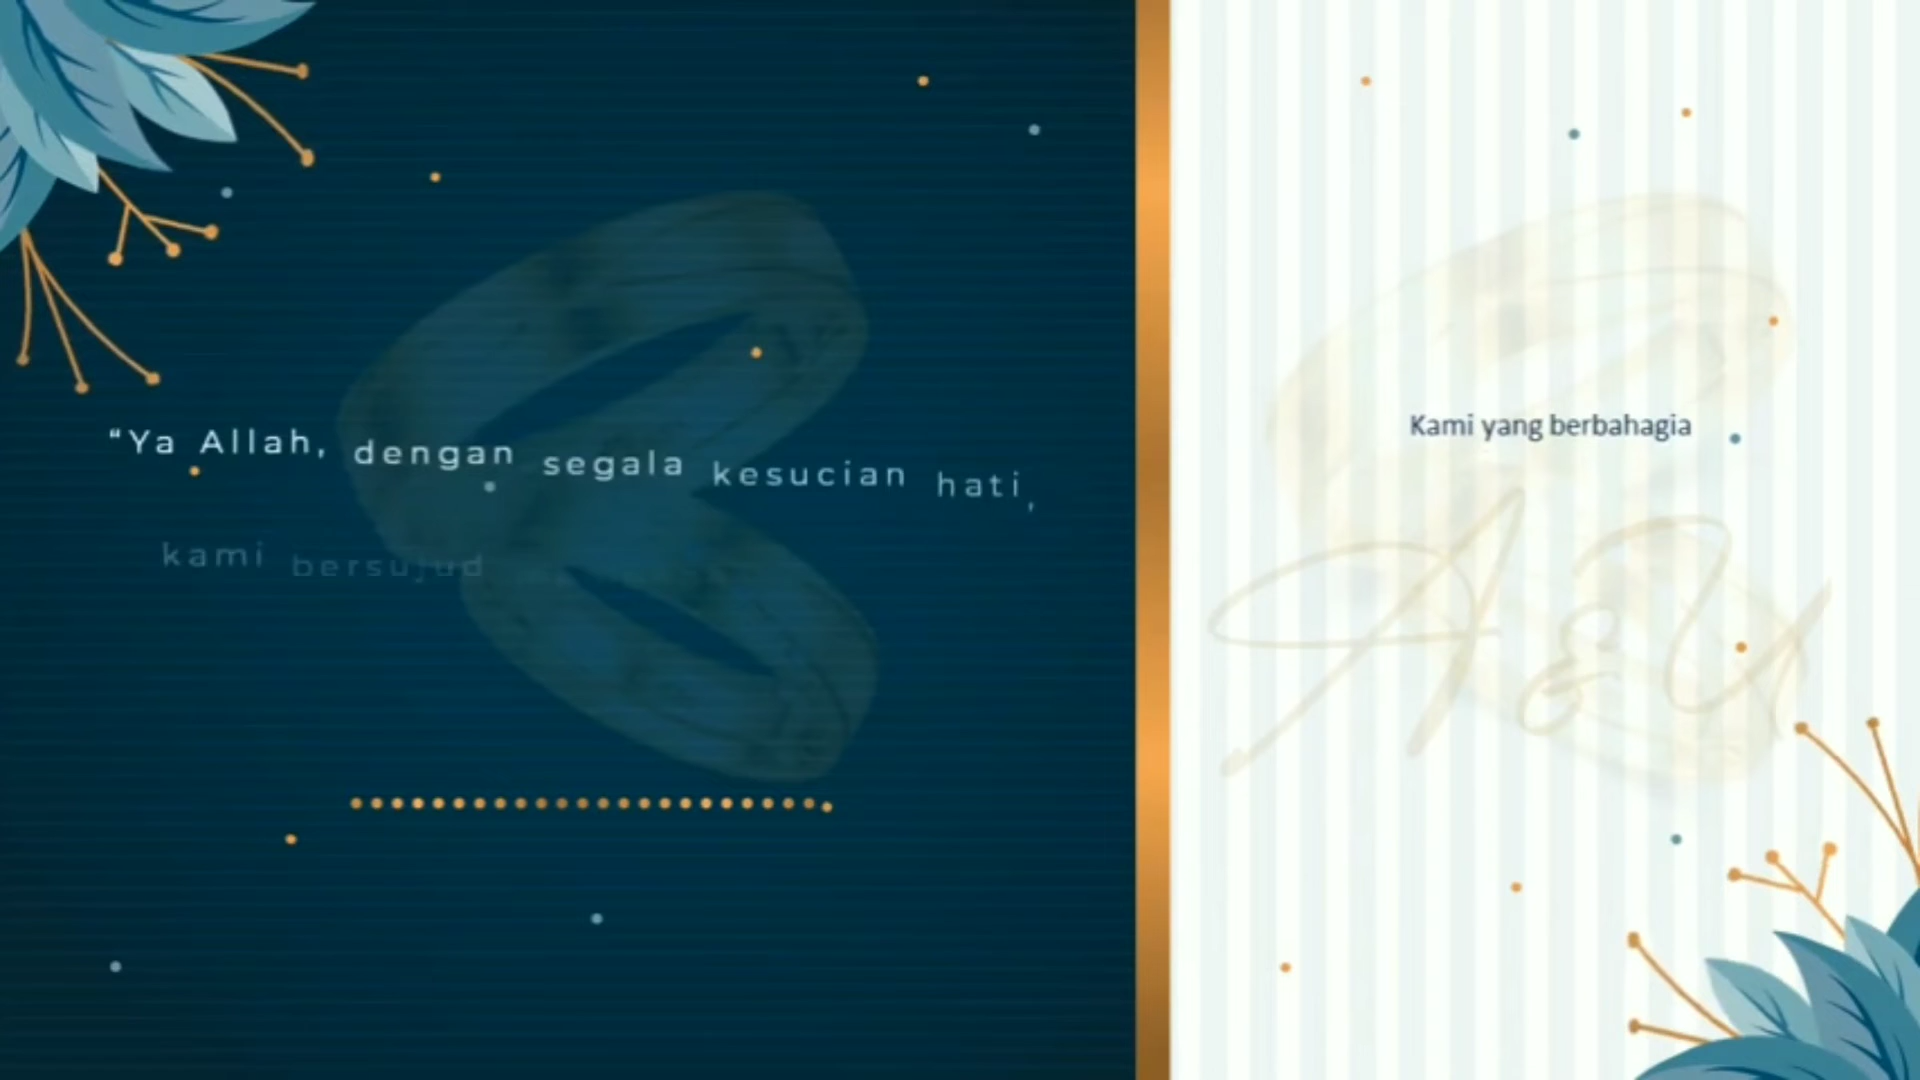 “Ya Allah, dengan segala kesucian hati,
kami bersujud
Kami yang berbahagia
A & U